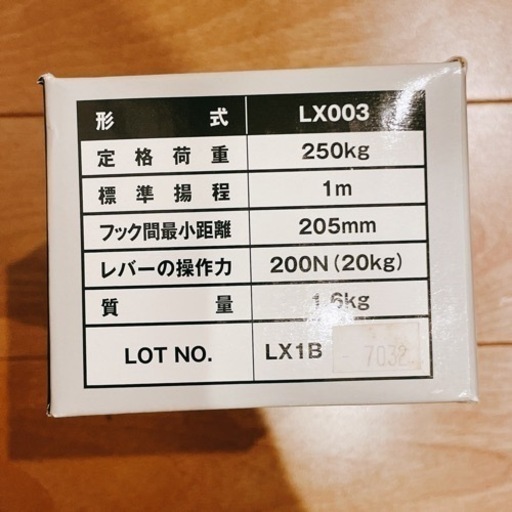 形 式 LX003
定格荷重 250kg
標準揚程 1m
フック間最小距離 205mm
レバーの操作力 200N(20kg)
質 量 1.6kg
LOT NO. LX1B 7032